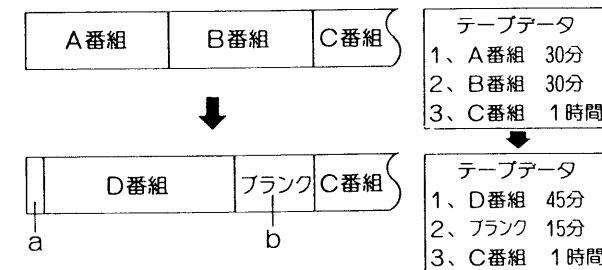 A番組 B番組 C番組
テープデータ
1、A番組 30分
2、B番組 30分
3、C番組 1時間
D番組 ブランク C番組
a b
テープデータ
1、D番組 45分
2、ブランク 15分
3、C番組 1時間